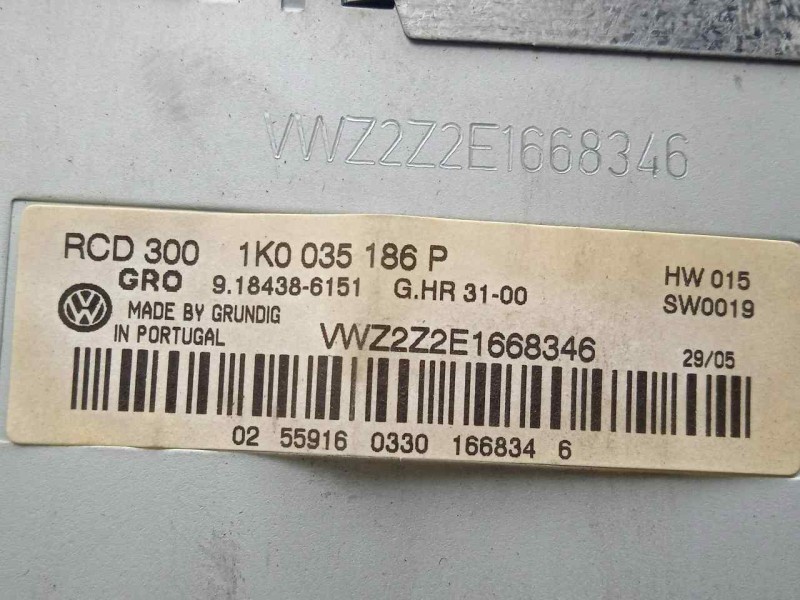 VWZ2Z2E1668346
RCD 300 1K0 035 186 P
GRO 9.18438-6151 G.HR 31-00
HW 015
SW0019
MADE BY GRUNDIG
IN PORTUGAL
VWZ2Z2E1668346
29/05
02 55916 0330 166834 6